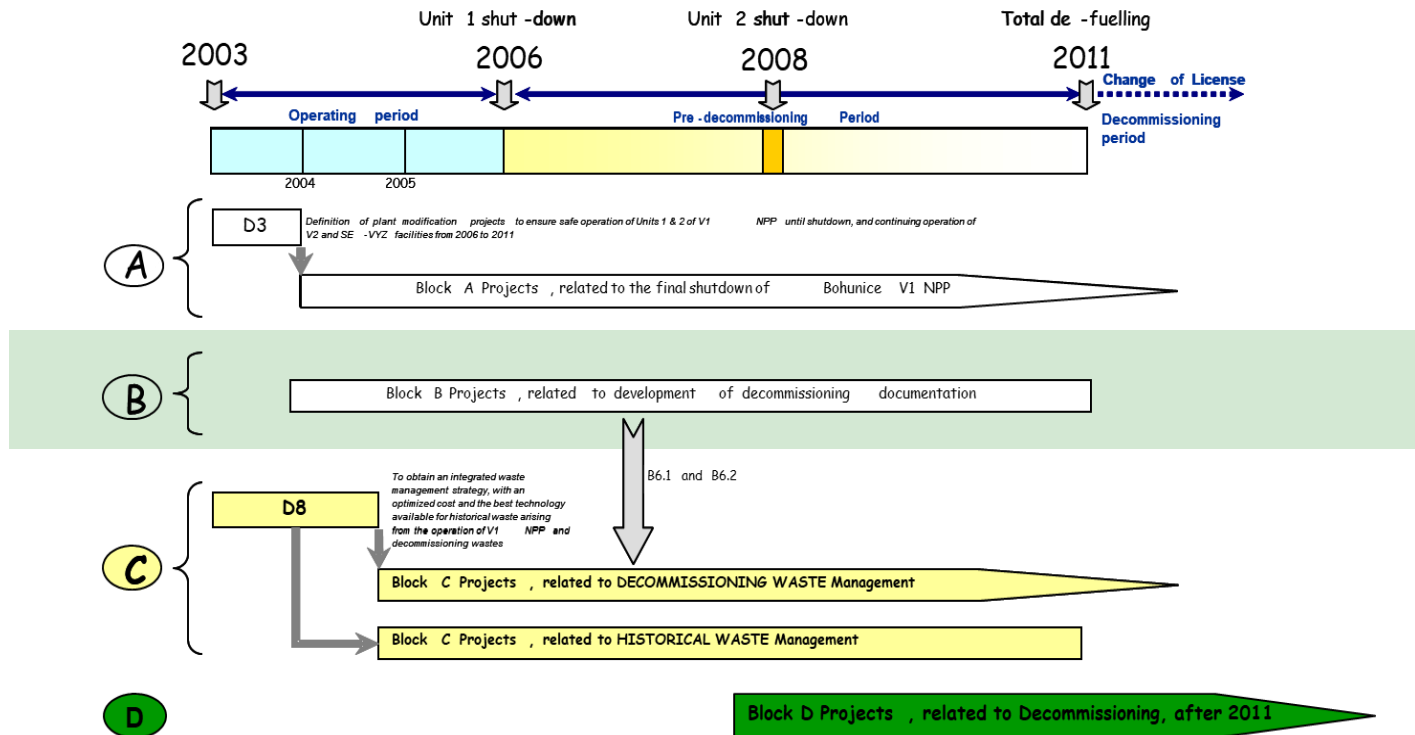 Unit 1 shut -down
Unit 2 shut -down
Total de -fuelling
2003
2006
2008
2011
Change of License
Operating period
Pre -decommissioning Period
Decommissioning
period
2004
2005
A
D3
Definition of plant modification projects to ensure safe operation of Units 1 & 2 of V1 NPP until shutdown, and continuing operation of
V2 and SE -VYZ facilities from 2006 to 2011
Block A Projects , related to the final shutdown of Bohunice V1 NPP
B
Block B Projects , related to development of decommissioning documentation
B6.1 and B6.2
C
D8
To obtain an integrated waste
management strategy, with an
optimized cost and the best technology
available for historical waste arising
from the operation of V1 NPP and
decommissioning wastes
Block C Projects , related to DECOMMISSIONING WASTE Management
Block C Projects , related to HISTORICAL WASTE Management
D
Block D Projects , related to Decommissioning, after 2011